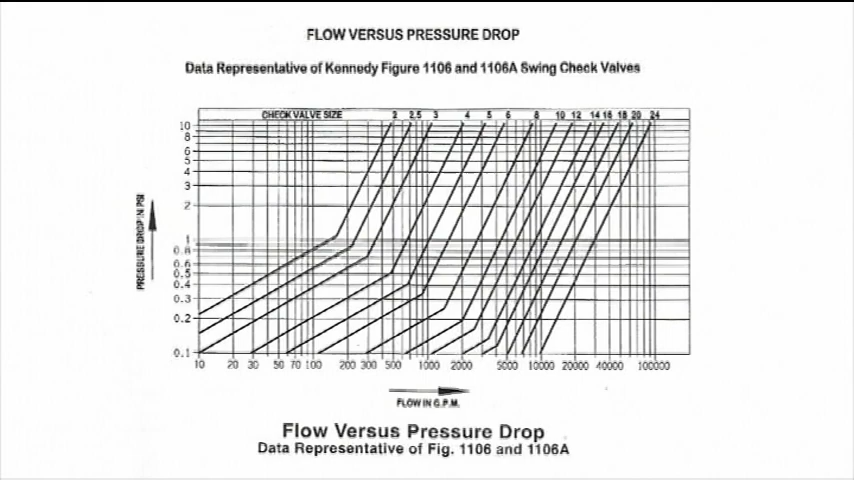 FLOW VERSUS PRESSURE DROP
Data Representative of Kennedy Figure 1106 and 1106A Swing Check Valves
CHECK VALVE SIZE 2 2.5 3 4 5 6 8 10 12 14 16 18 20 24
10
8
6
5
4
3
2
1
0.8
0.6
0.5
0.4
0.3
0.2
0.1
PRESSURE DROP IN PSI
10 20 30 50 70 100 200 300 500 1000 2000 5000 10000 20000 40000 100000
FLOW IN G.P.M.
Flow Versus Pressure Drop
Data Representative of Fig. 1106 and 1106A